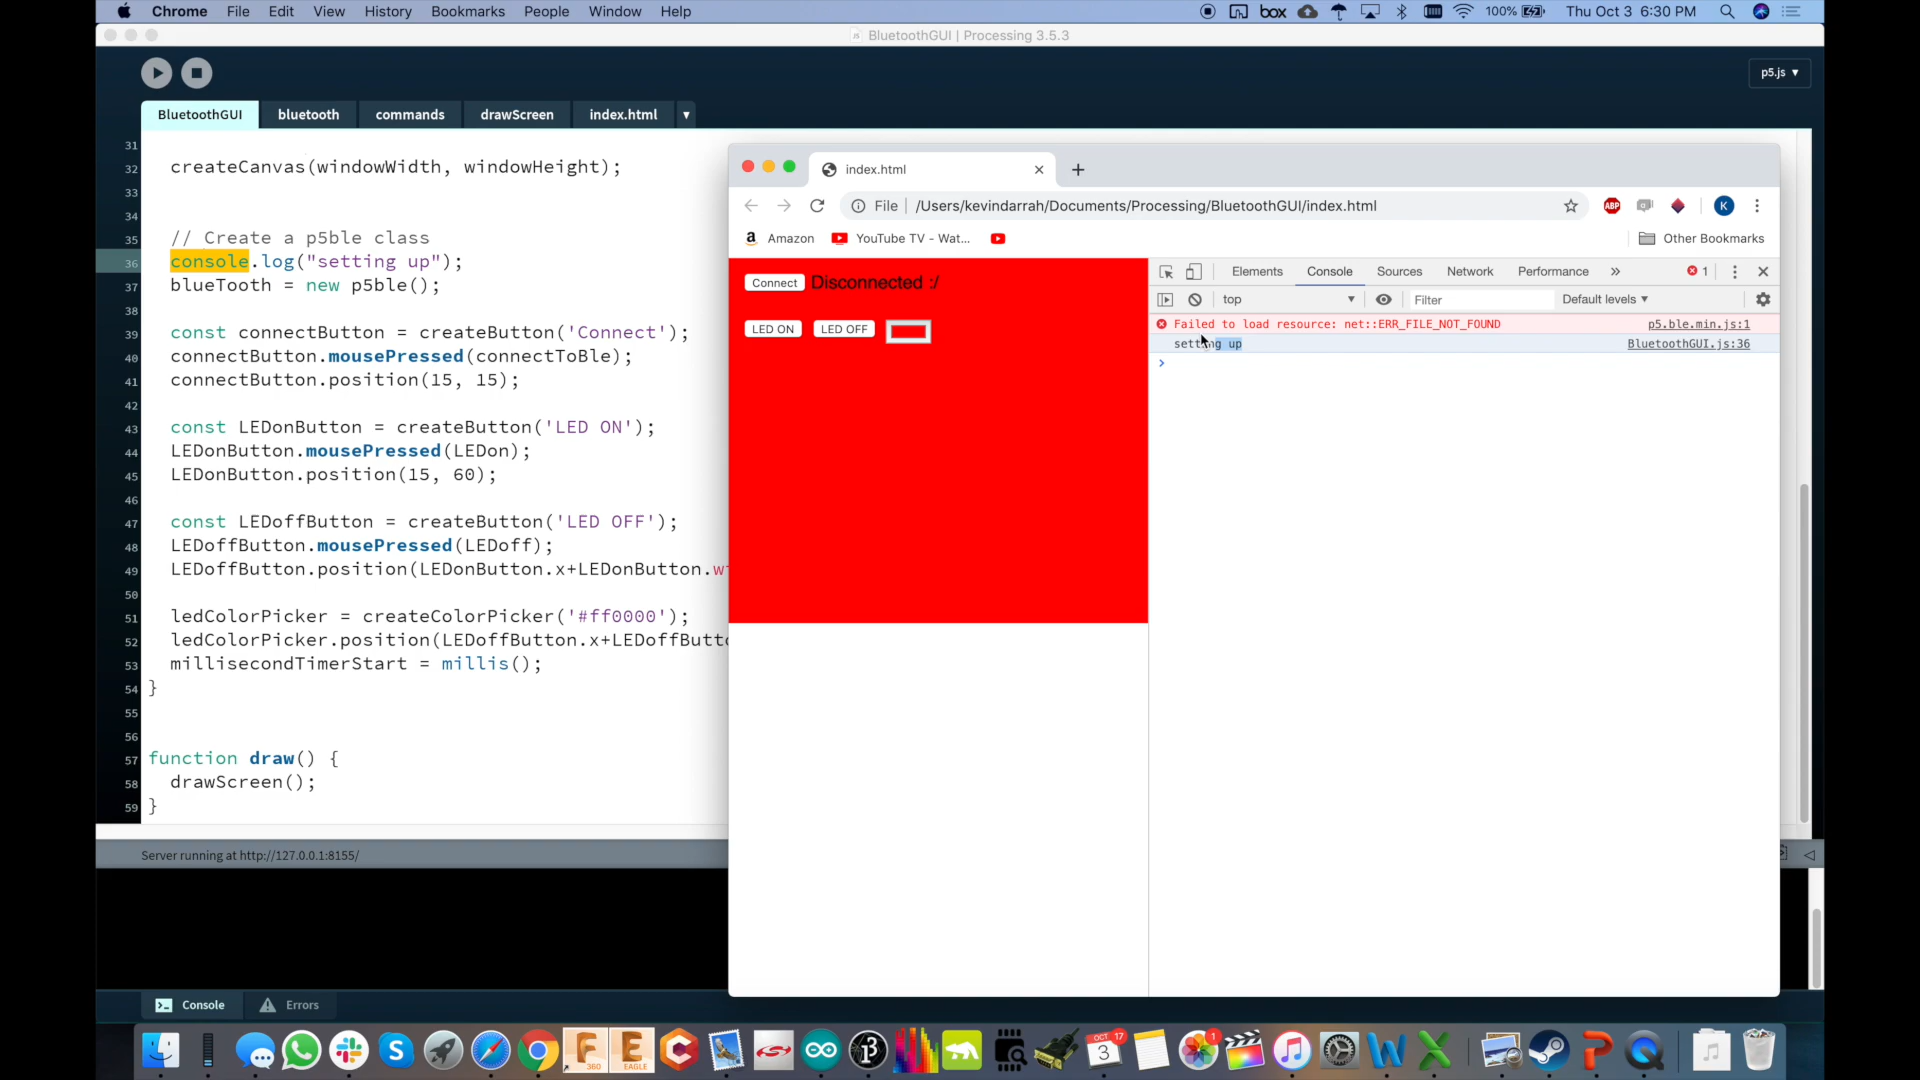 Chrome File Edit View History Bookmarks People Window Help
box 100% Thu Oct 3 6:30 PM
BluetoothGUI | Processing 3.5.3
p5.js ▼
BluetoothGUI bluetooth commands drawScreen index.html ▼
31
32 createCanvas(windowWidth, windowHeight);
33
34
35 // Create a p5ble class
36 console.log("setting up");
37 blueTooth = new p5ble();
38
39 const connectButton = createButton('Connect');
40 connectButton.mousePressed(connectToBle);
41 connectButton.position(15, 15);
42
43 const LEDonButton = createButton('LED ON');
44 LEDonButton.mousePressed(LEDon);
45 LEDonButton.position(15, 60);
46
47 const LEDoffButton = createButton('LED OFF');
48 LEDoffButton.mousePressed(LEDoff);
49 LEDoffButton.position(LEDonButton.x+LEDonButton.w
50
51 ledColorPicker = createColorPicker('#ff0000');
52 ledColorPicker.position(LEDoffButton.x+LEDoffButto
53 millisecondTimerStart = millis();
54 }
55
56
57 function draw() {
58 drawScreen();
59 }
Server running at http://127.0.0.1:8155/
Console Errors
index.html
File | /Users/kevindarrah/Documents/Processing/BluetoothGUI/index.html
ABP K
Amazon YouTube TV - Wat...
Other Bookmarks
Connect Disconnected :/
LED ON LED OFF
Elements Console Sources Network Performance » 1
top ▼ Filter Default levels ▼
Failed to load resource: net::ERR_FILE_NOT_FOUND p5.ble.min.js:1
setting up BluetoothGUI.js:36
>
F 360 E EAGLE OCT 17 3 1